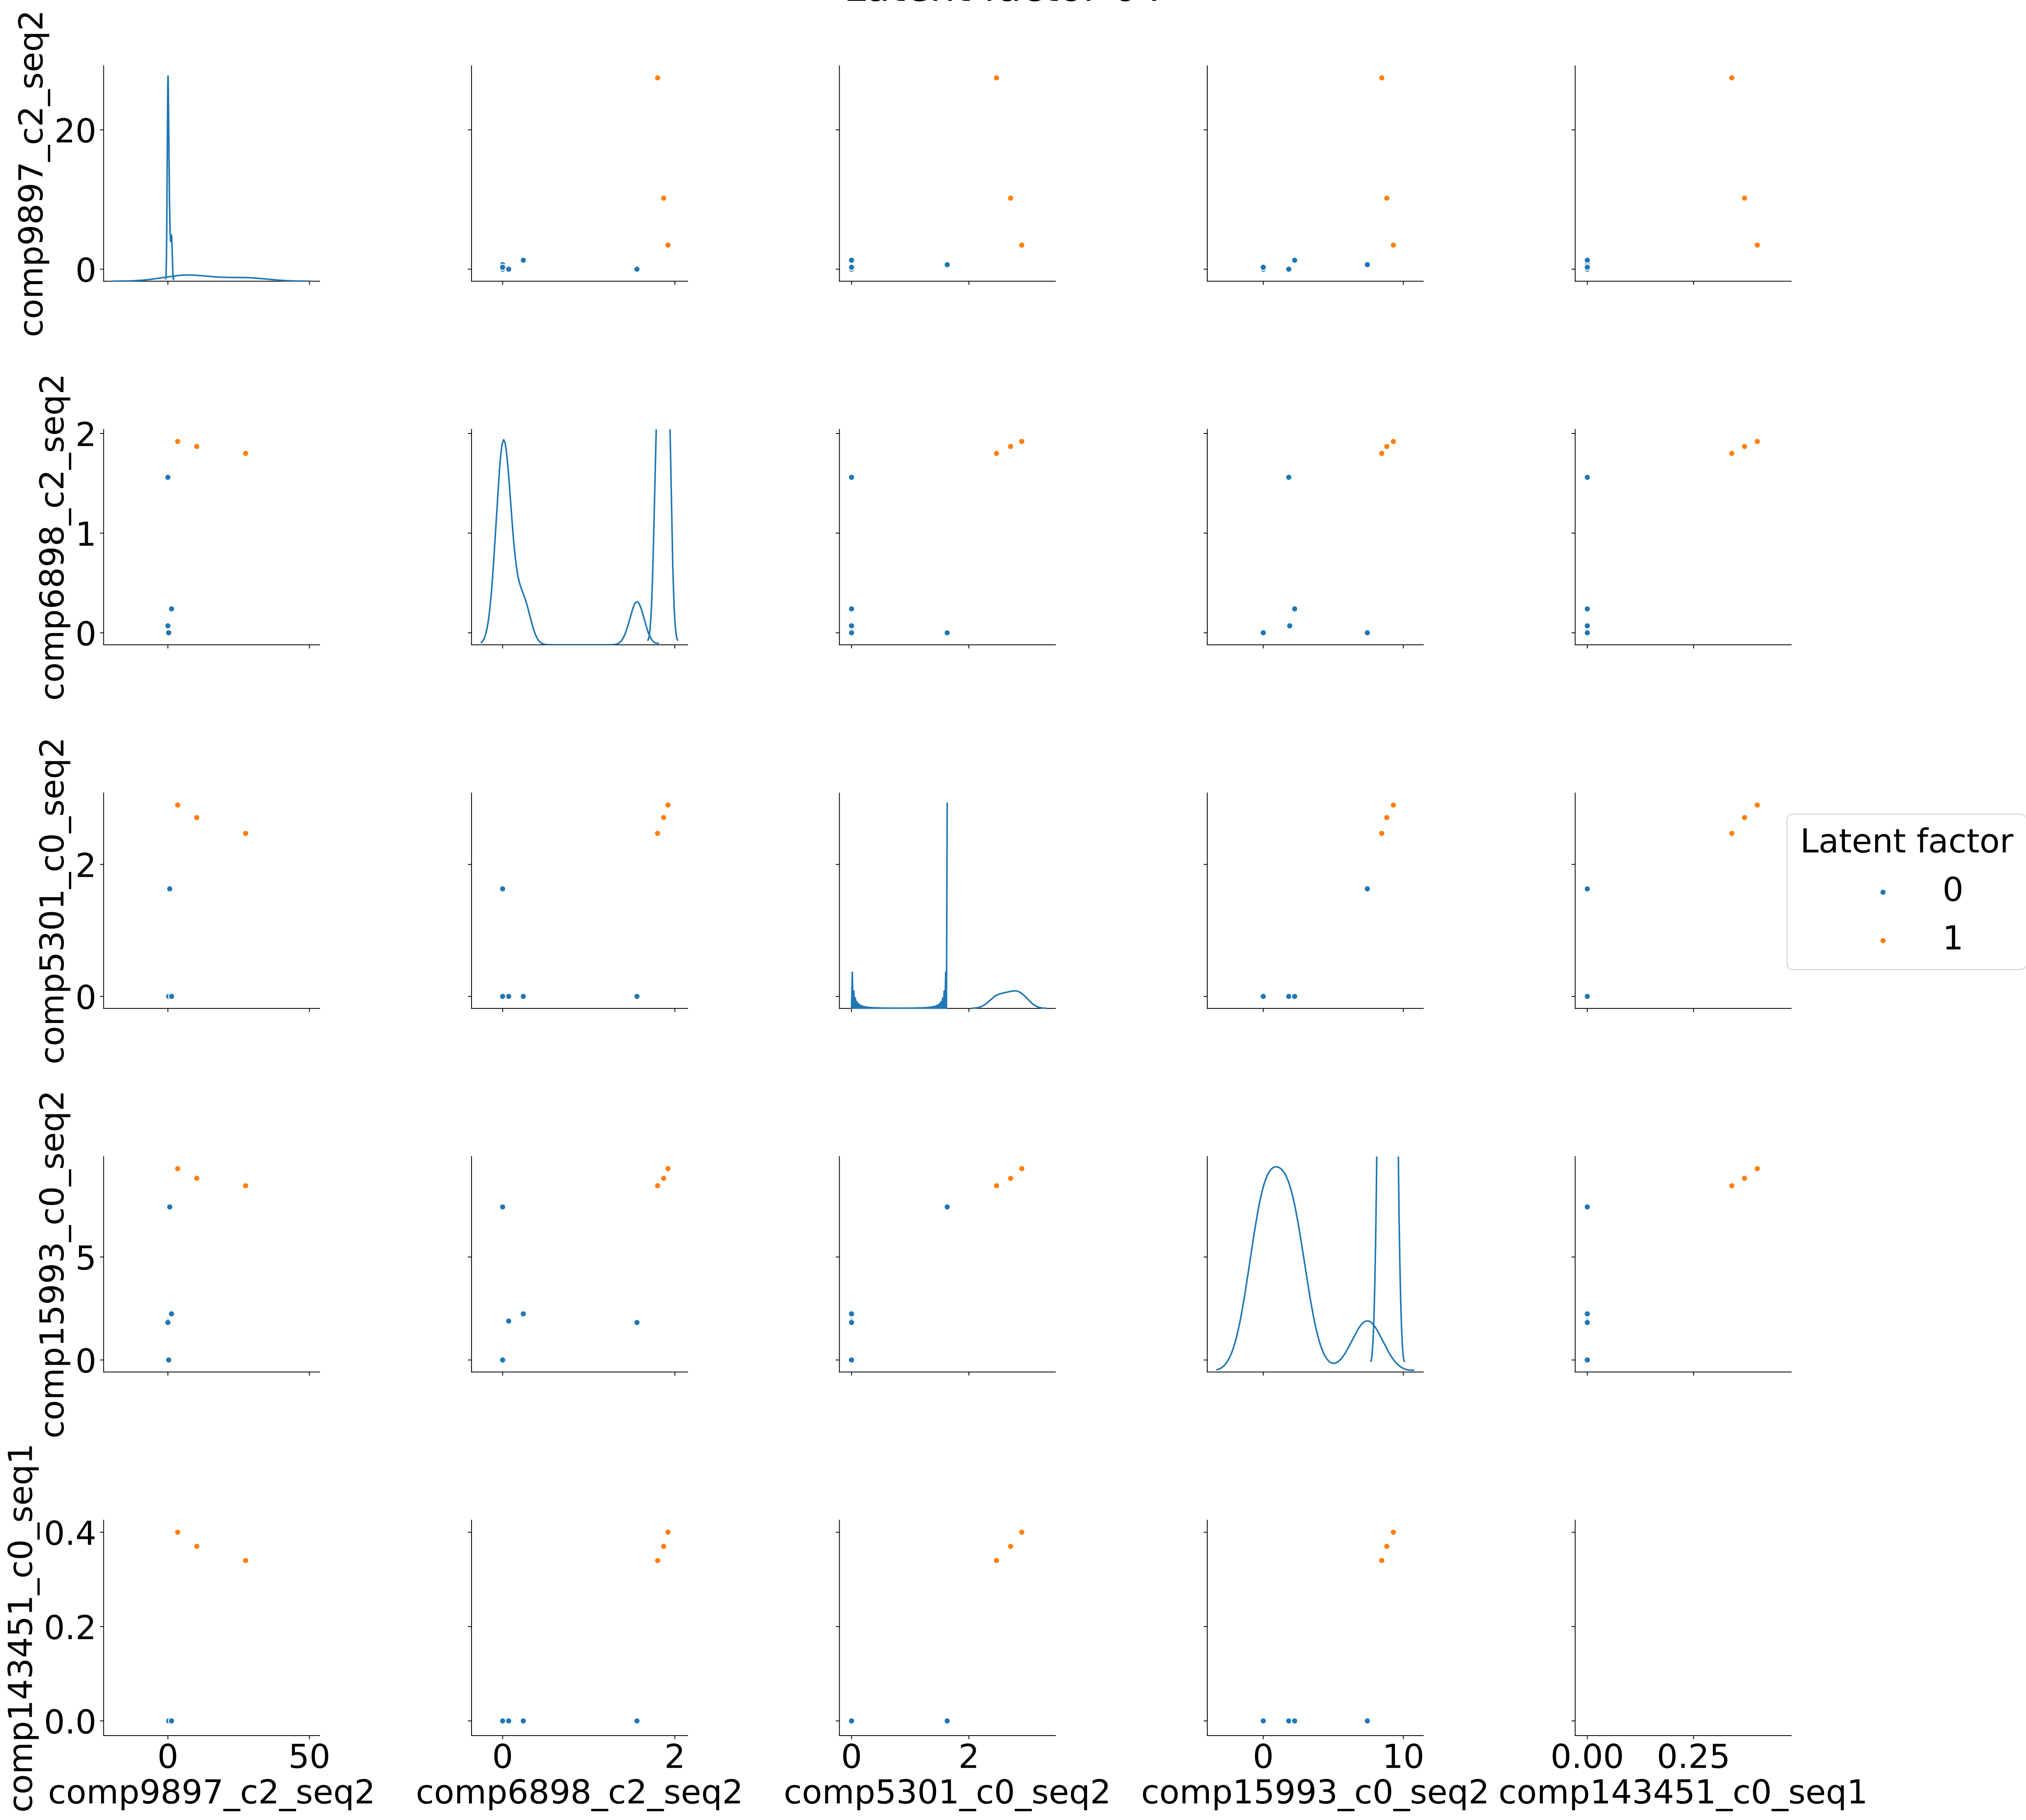 comp9897_c2_seq2
20
0
0
50
comp6898_c2_seq2
2
1
0
comp5301_c0_seq2
2
0
Latent factor
0
1
comp15993_c0_seq2
5
0
comp143451_c0_seq1
0.4
0.2
0.0
0 50 0 2 0 2 0 10 0.00 0.25
comp9897_c2_seq2 comp6898_c2_seq2 comp5301_c0_seq2 comp15993_c0_seq2 comp143451_c0_seq1